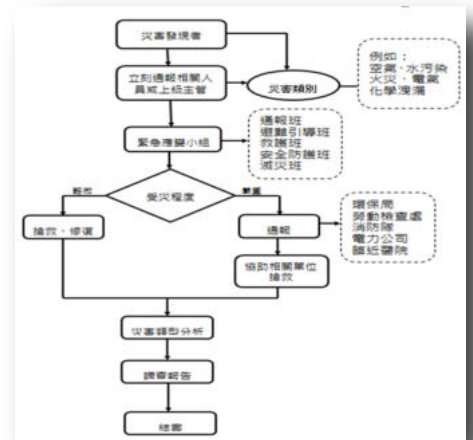 災害發現者
立刻通報相關人
員或上級主管
災害類別
例如：
空氣、水污染
火災、電氣
化學洩漏
緊急應變小組
通報班
避難引導班
救護班
安全防護班
滅災班
受災程度
輕微
嚴重
搶救、修復
通報
環保局
勞動檢查處
消防隊
電力公司
鄰近醫院
協助相關單位
搶救
災害類型分析
調查報告
結案